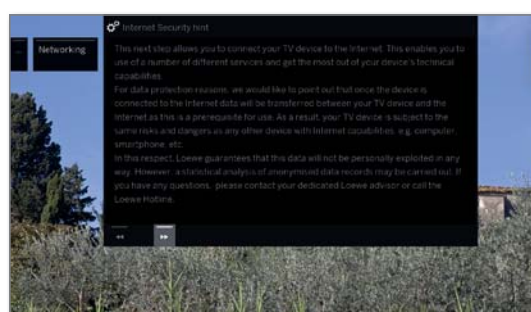 Internet Security hint
... Networking
This next step allows you to connect your TV device to the Internet. This enables you to
use of a number of different services and get the most out of your device's technical
capabilities.
For data protection reasons, we would like to point out that once the device is
connected to the Internet data will be transferred between your TV device and the
Internet as this is a prerequisite for use. As a result, your TV device is subject to the
same risks and dangers as any other device with Internet capabilities, e.g. computer,
smartphone, etc.
In this respect, Loewe guarantees that this data will not be personally exploited in any
way. However, a statistical analysis of anonymised data records may be carried out. If
you have any questions, please contact your dedicated Loewe advisor or call the
Loewe Hotline.